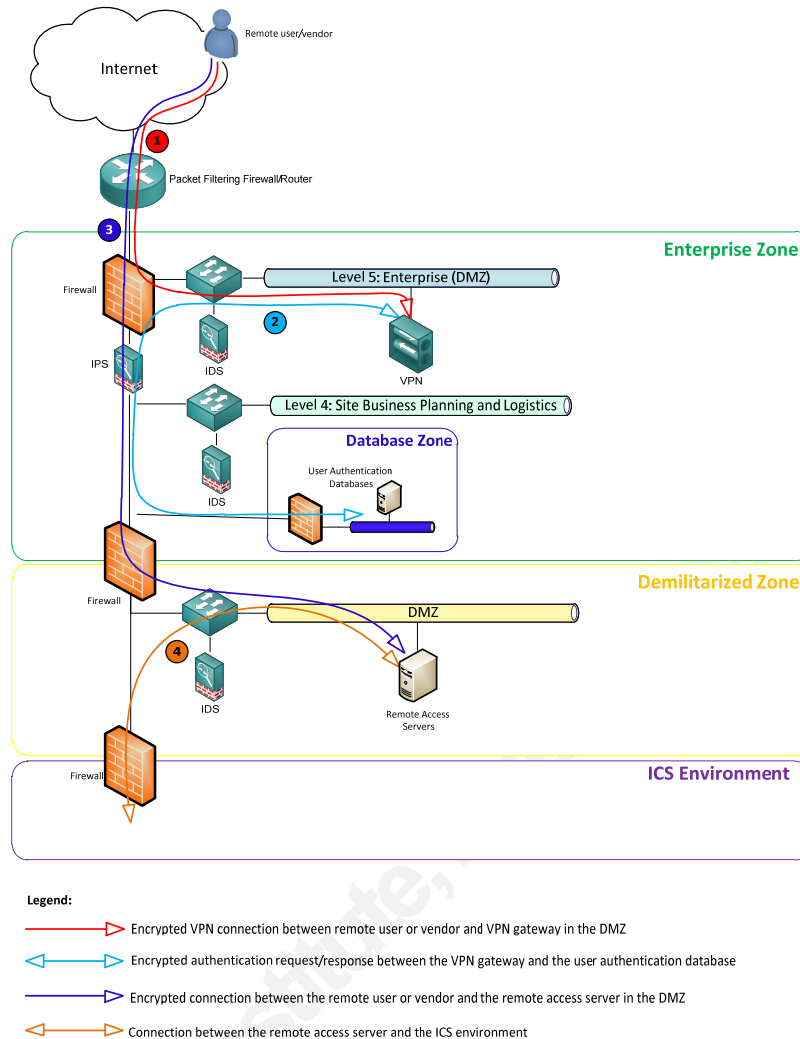 Remote user/vendor
Internet
1
Packet Filtering Firewall/Router
3
Enterprise Zone
Firewall
Level 5: Enterprise (DMZ)
2
IPS
IDS
VPN
Level 4: Site Business Planning and Logistics
Database Zone
User Authentication
Databases
IDS
Firewall
Demilitarized Zone
DMZ
4
IDS
Remote Access
Servers
Firewall
ICS Environment
Legend:
Encrypted VPN connection between remote user or vendor and VPN gateway in the DMZ
Encrypted authentication request/response between the VPN gateway and the user authentication database
Encrypted connection between the remote user or vendor and the remote access server in the DMZ
Connection between the remote access server and the ICS environment